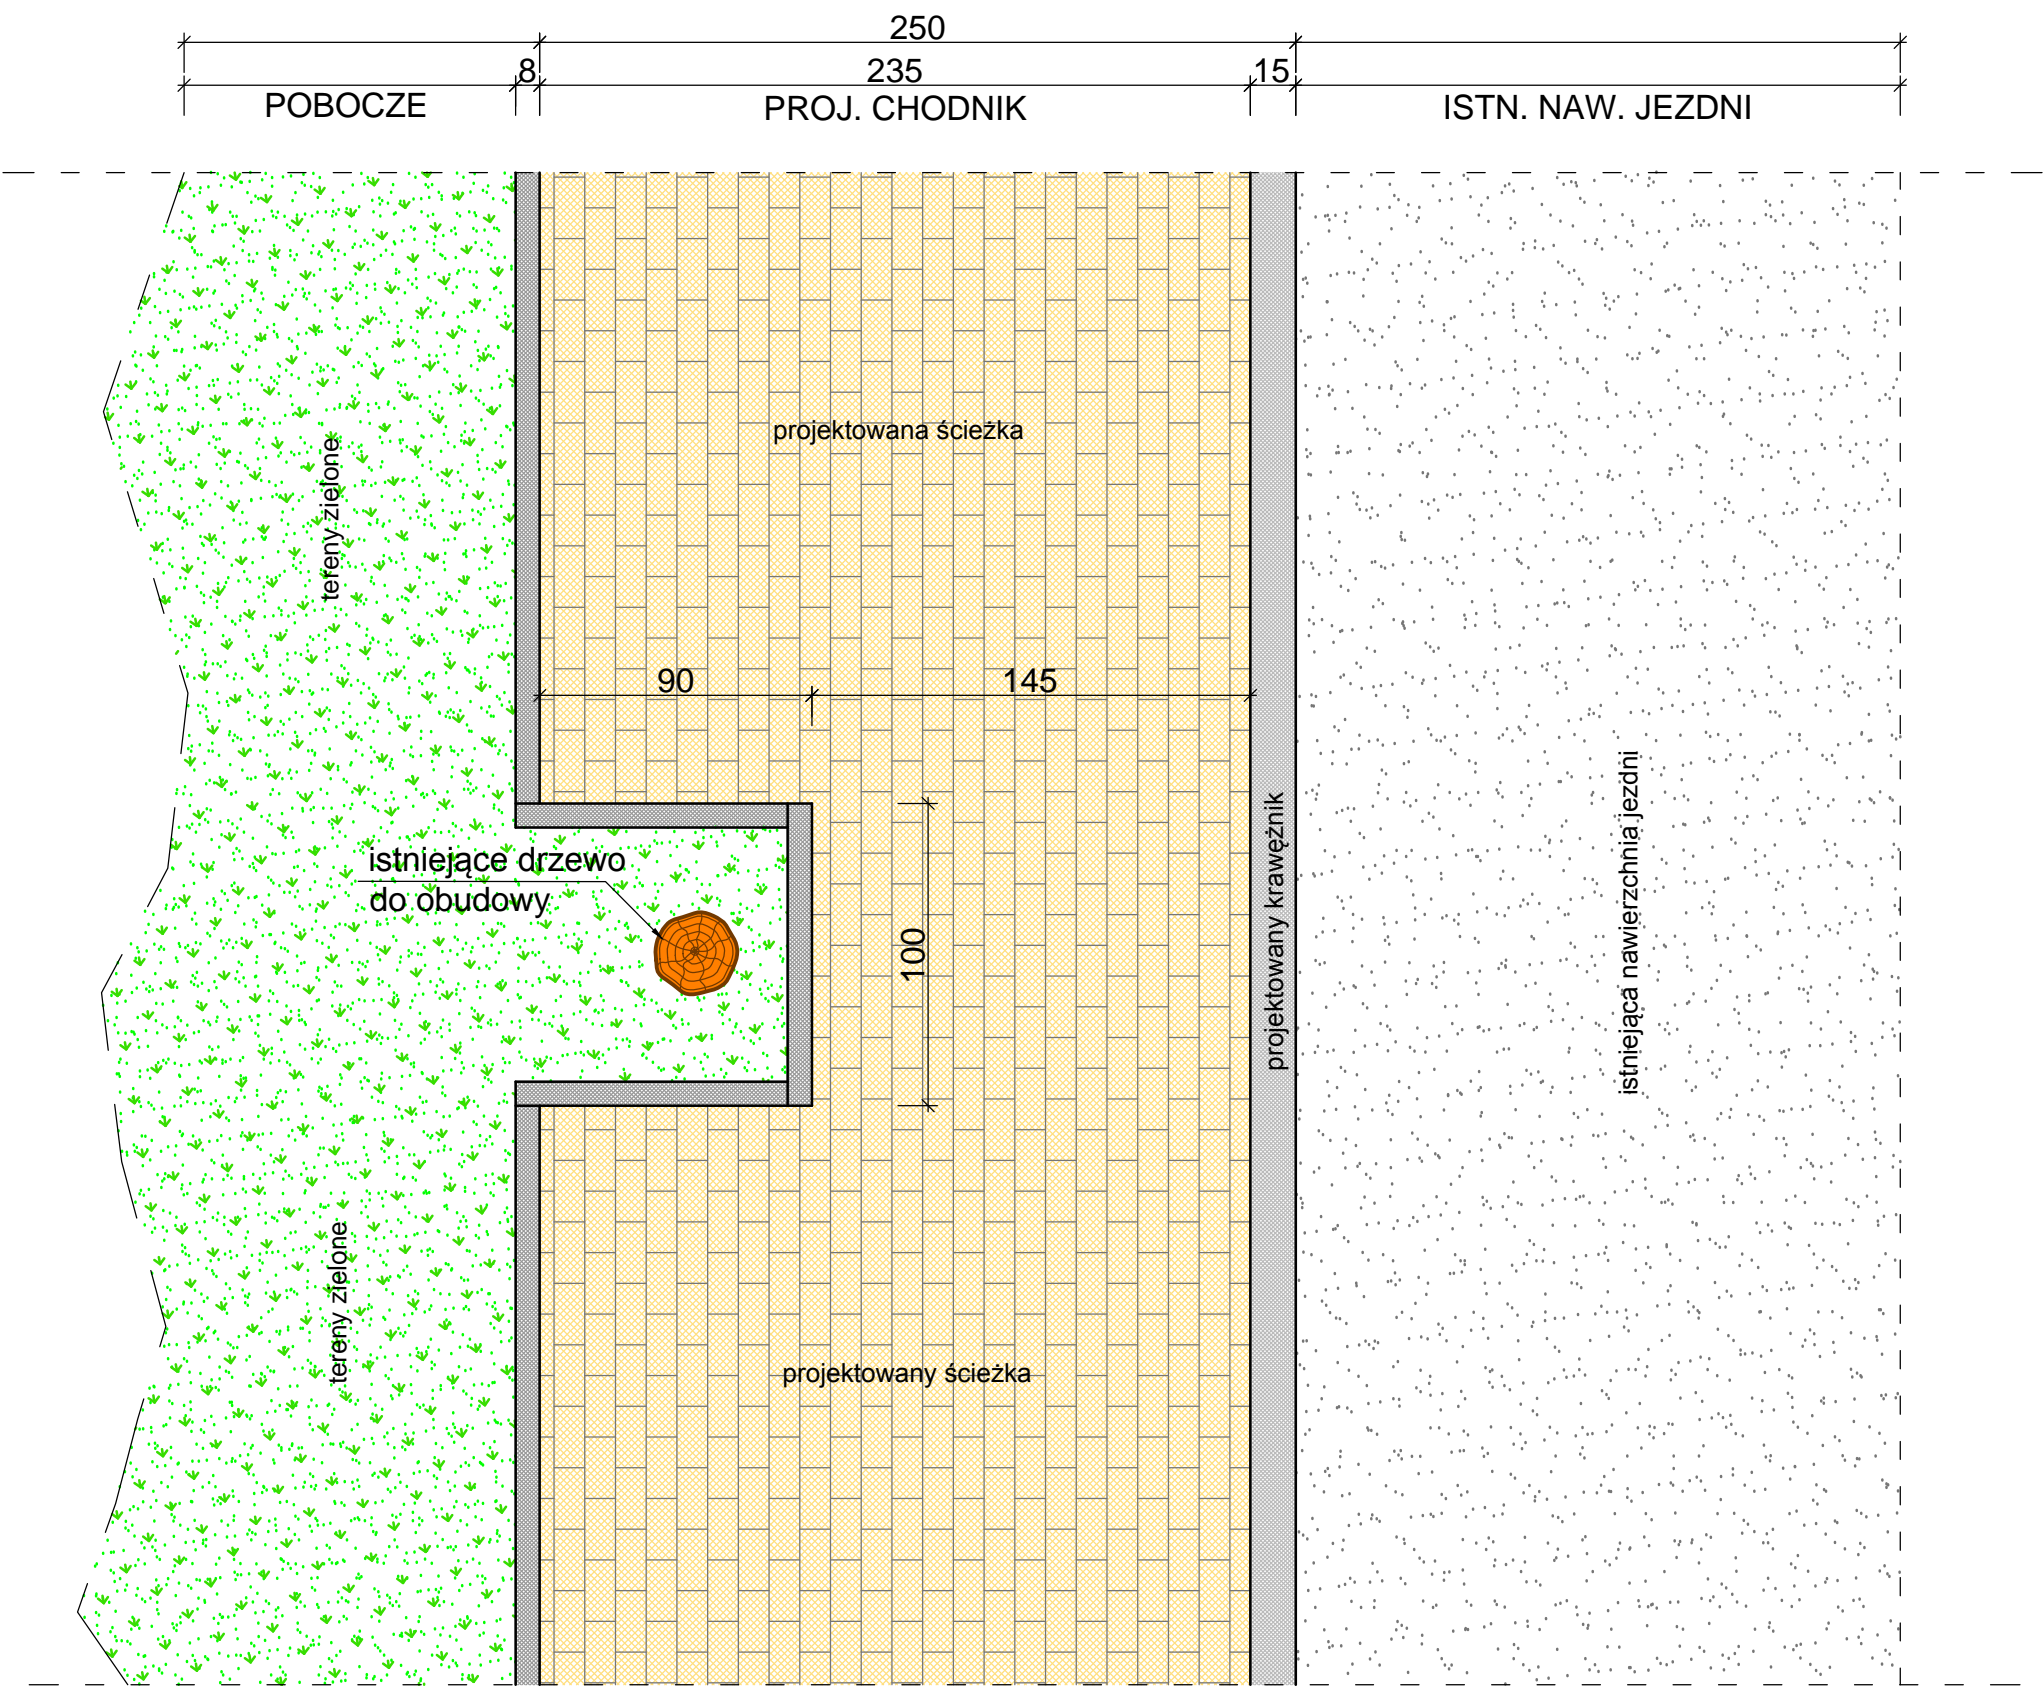 250
8
235
15
POBOCZE
PROJ. CHODNIK
ISTN. NAW. JEZDNI
projektowana ścieżka
tereny zielone
90
145
istniejące drzewo
do obudowy
100
projektowany krawężnik
istniejąca nawierzchnia jezdni
tereny zielone
projektowany ścieżka